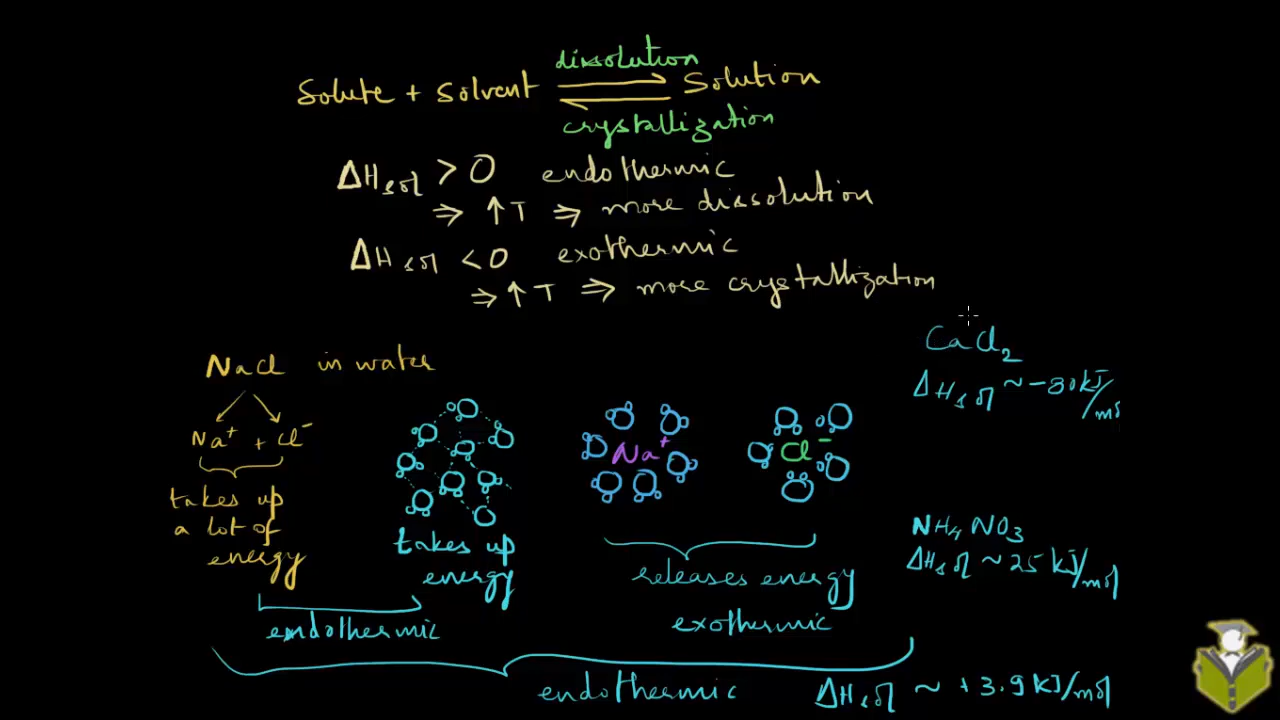 dissolution
Solute + Solvent ⇌ Solution
crystallization
ΔHsol > 0 endothermic
⇒ ↑T ⇒ more dissolution
ΔHsol < 0 exothermic
⇒ ↑T ⇒ more crystallization
NaCl in water
Na⁺ + Cl⁻
takes up
a lot of
energy
takes up
energy
Na⁺
Cl⁻
releases energy
exothermic
endothermic
endothermic ΔHsol ~ +3.9 kJ/mol
CaCl₂
ΔHsol ~ -80 kJ/mo
NH₄NO₃
ΔHsol ~ 25 kJ/mol